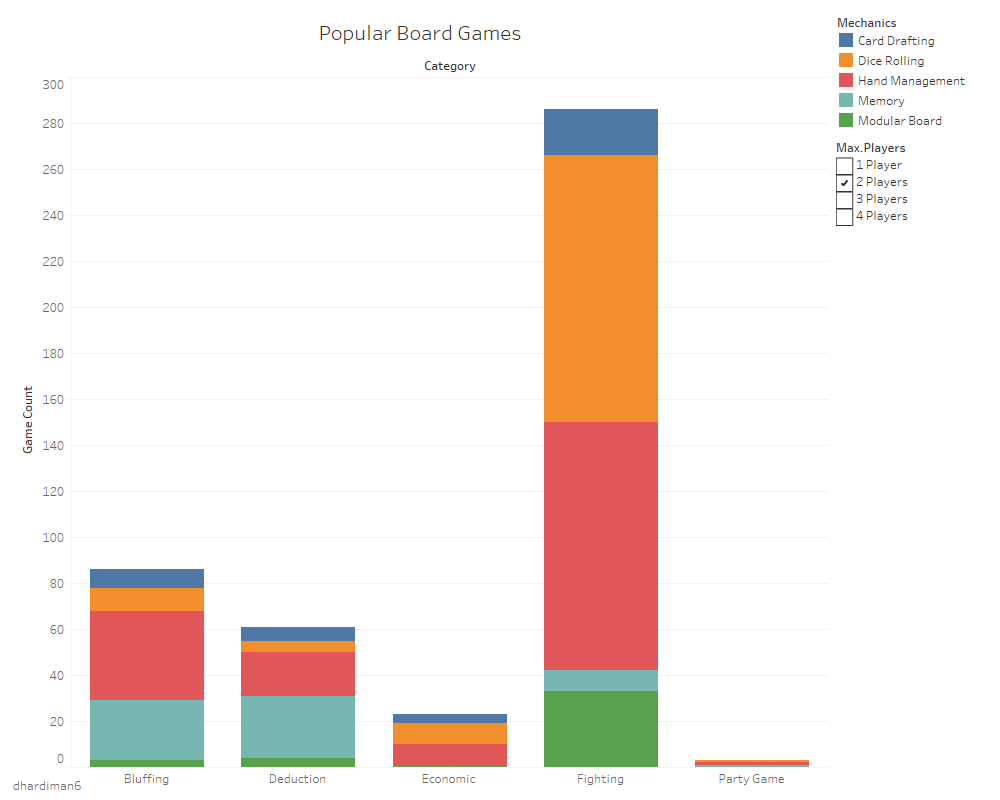 Popular Board Games
Category
Game Count
300
280
260
240
220
200
180
160
140
120
100
80
60
40
20
0
Bluffing
Deduction
Economic
Fighting
Party Game
dhardiman6
Mechanics
Card Drafting
Dice Rolling
Hand Management
Memory
Modular Board
Max.Players
1 Player
2 Players
3 Players
4 Players